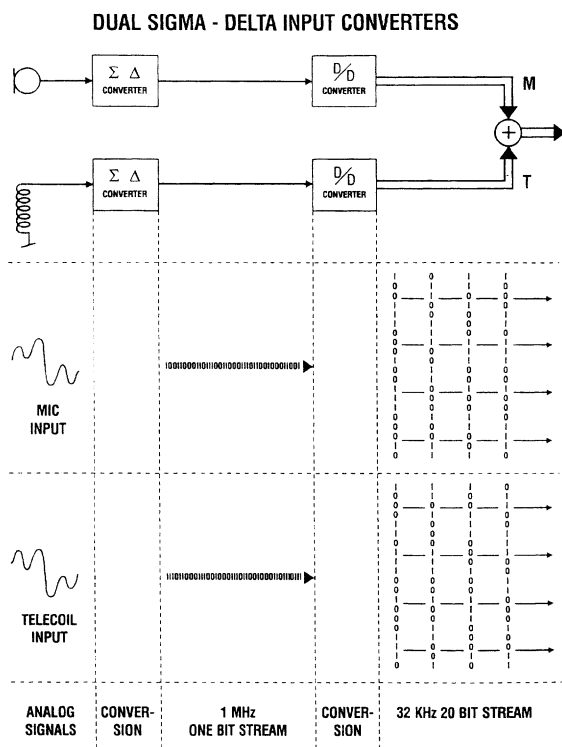 DUAL SIGMA - DELTA INPUT CONVERTERS
Σ Δ
CONVERTER
D/D
CONVERTER
M
+
Σ Δ
CONVERTER
D/D
CONVERTER
T
MIC
INPUT
TELECOIL
INPUT
ANALOG
SIGNALS
CONVER-
SION
1 MHz
ONE BIT STREAM
CONVER-
SION
32 KHz 20 BIT STREAM